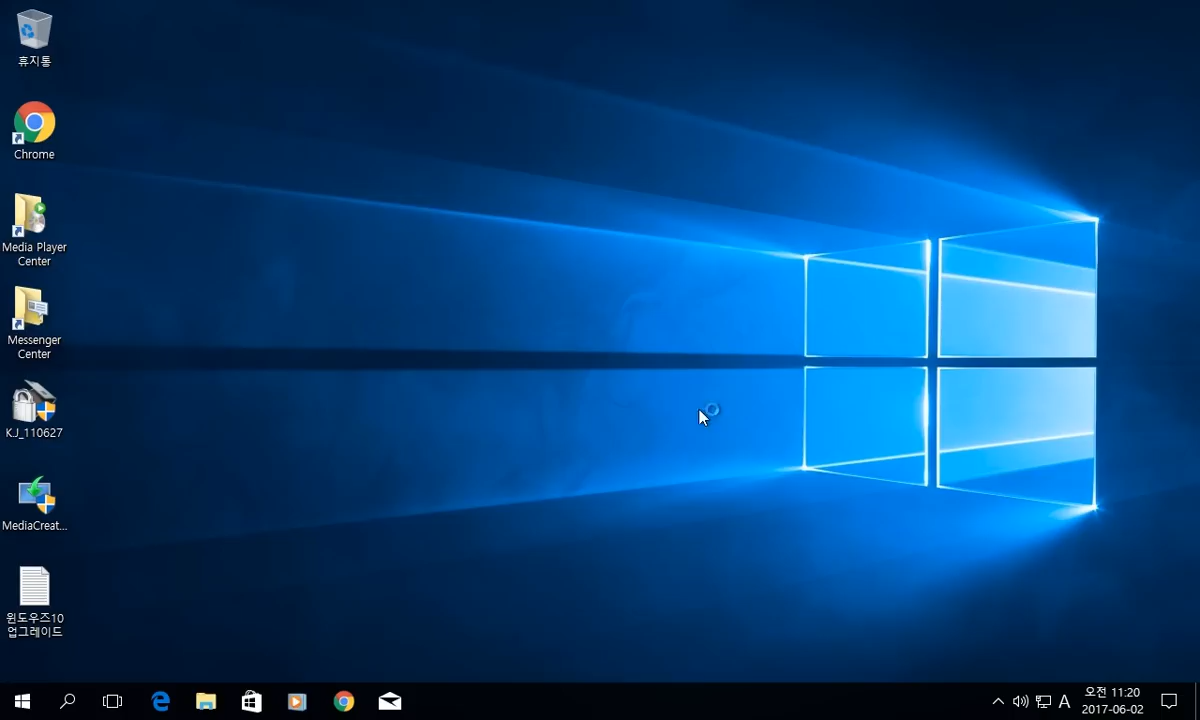 휴지통
Chrome
Media Player
Center
Messenger
Center
KJ_110627
MediaCreat...
윈도우즈10
업그레이드
A
오전 11:20
2017-06-02